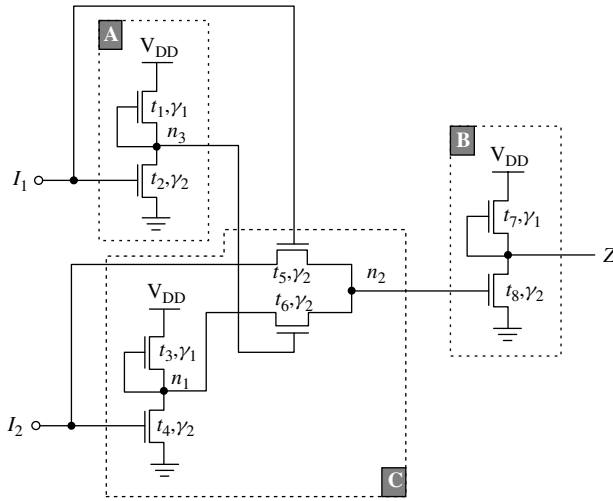 A
V_DD
t_1,γ_1
n_3
I_1
t_2,γ_2
B
V_DD
t_7,γ_1
Z
t_8,γ_2
t_5,γ_2
n_2
t_6,γ_2
V_DD
t_3,γ_1
n_1
I_2
t_4,γ_2
C